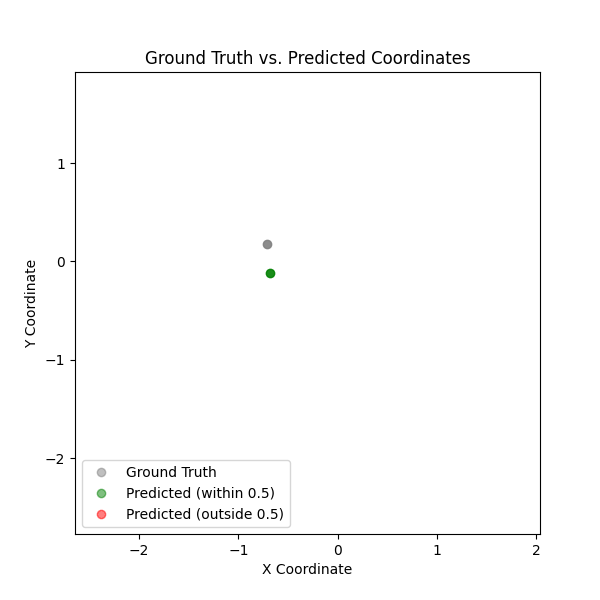 Ground Truth vs. Predicted Coordinates
1
0
−1
−2
Y Coordinate
Ground Truth
Predicted (within 0.5)
Predicted (outside 0.5)
−2 −1 0 1 2
X Coordinate